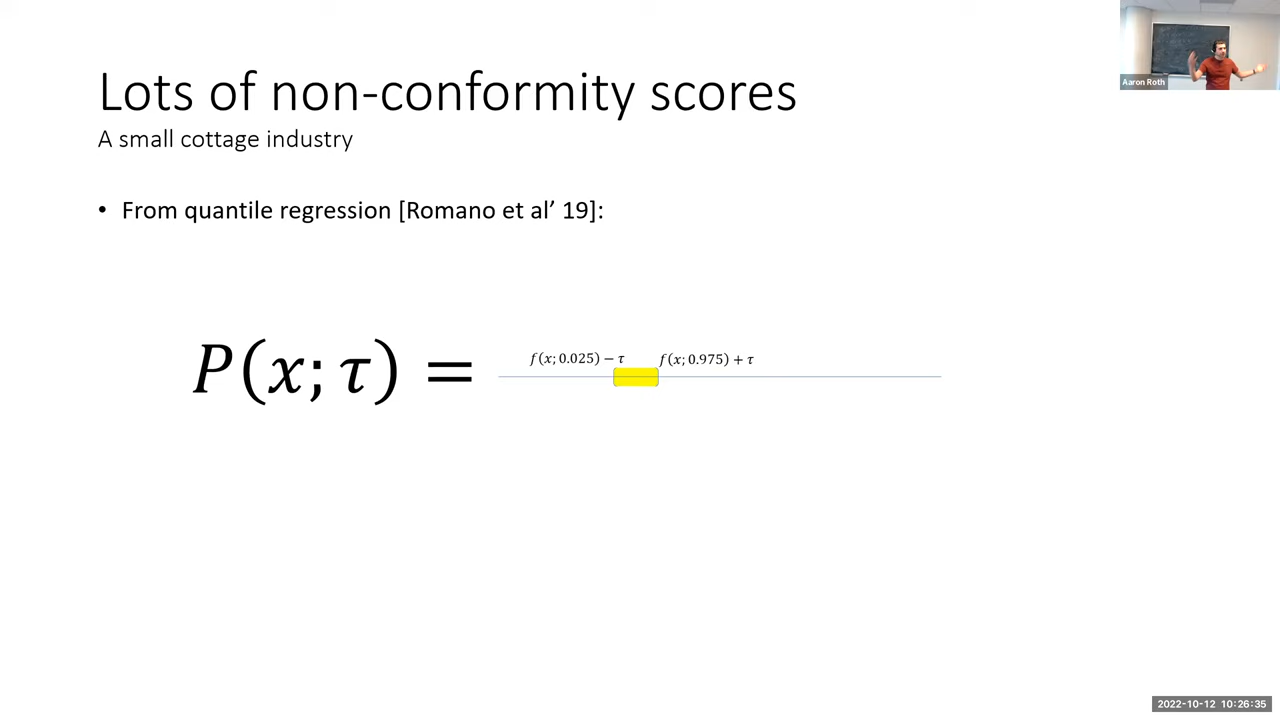 Lots of non-conformity scores
A small cottage industry
• From quantile regression [Romano et al’ 19]:
P(x; τ) =
f(x; 0.025) − τ
f(x; 0.975) + τ
Aaron Roth
2022-10-12 10:26:35